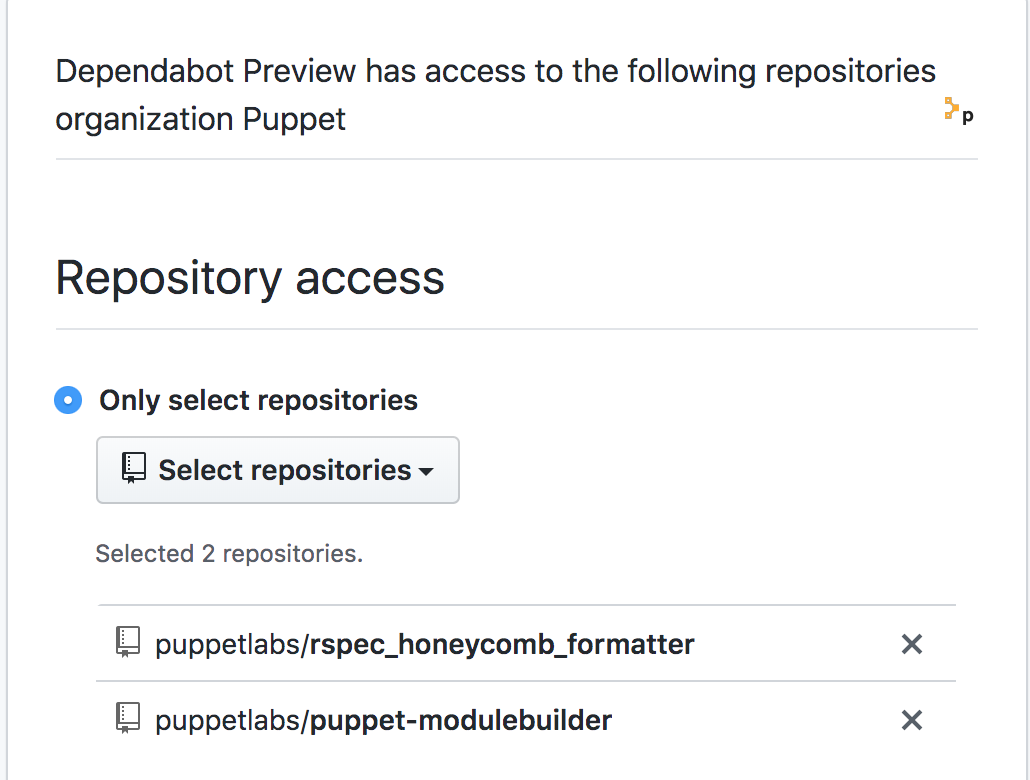 Dependabot Preview has access to the following repositories
organization Puppet
p
Repository access
Only select repositories
Select repositories
Selected 2 repositories.
puppetlabs/rspec_honeycomb_formatter
puppetlabs/puppet-modulebuilder